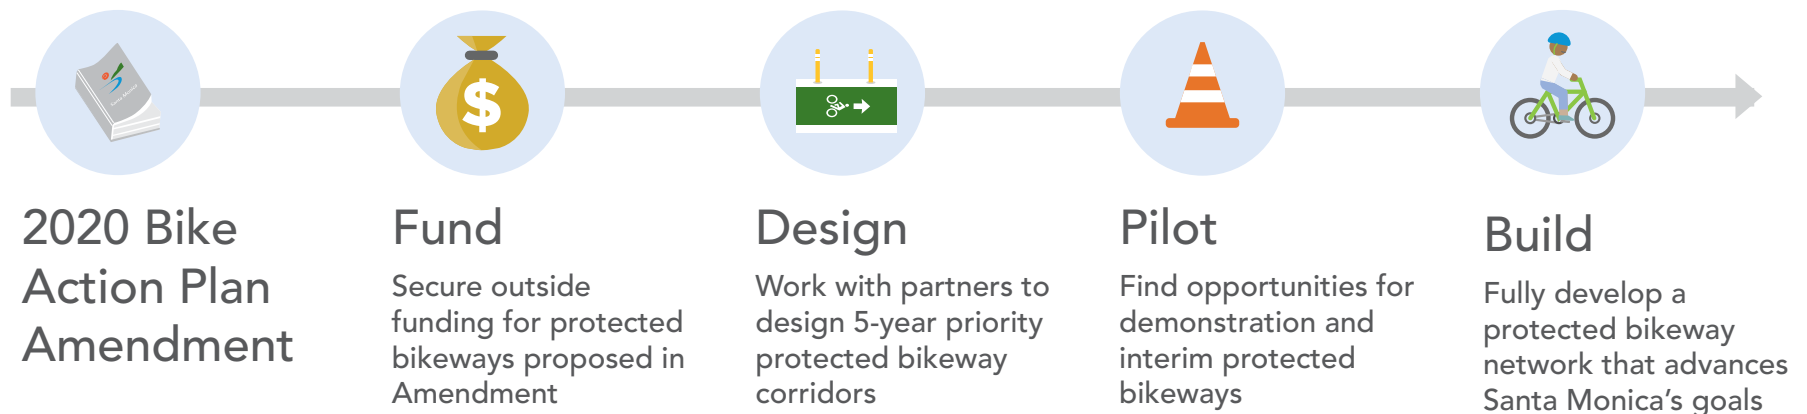 Santa Monica
2020 Bike
Action Plan
Amendment
Fund
Secure outside
funding for protected
bikeways proposed in
Amendment
Design
Work with partners to
design 5-year priority
protected bikeway
corridors
Pilot
Find opportunities for
demonstration and
interim protected
bikeways
Build
Fully develop a
protected bikeway
network that advances
Santa Monica's goals